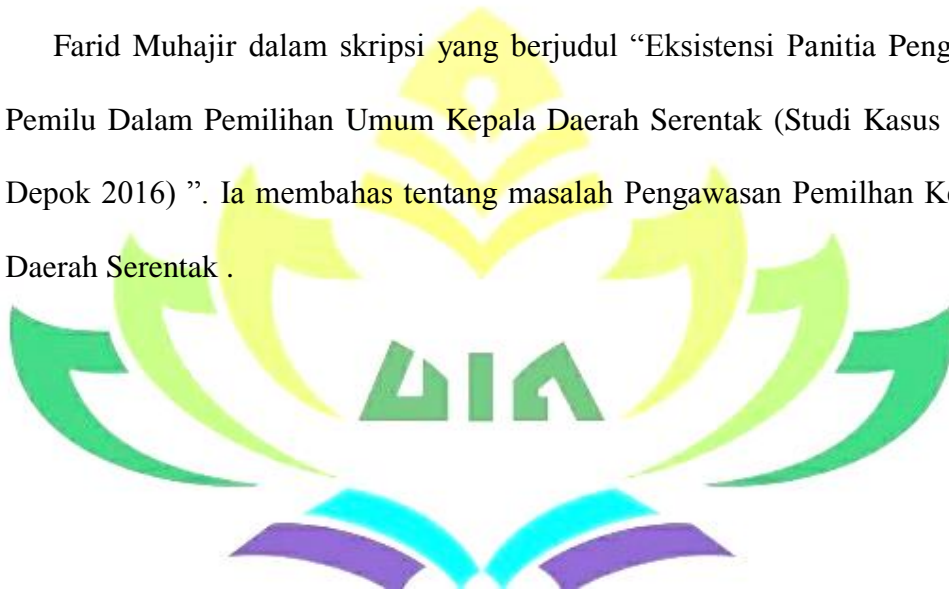 Farid Muhajir dalam skripsi yang berjudul “Eksistensi Panitia Peng
Pemilu Dalam Pemilihan Umum Kepala Daerah Serentak (Studi Kasus
Depok 2016) ”. Ia membahas tentang masalah Pengawasan Pemilhan Ke
Daerah Serentak .
UIN